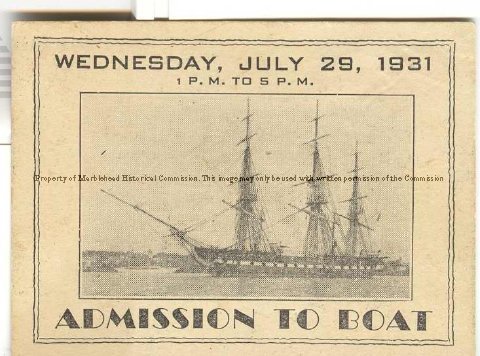 WEDNESDAY, JULY 29, 1931
1 P. M. TO 5 P. M.
Property of Marblehead Historical Commission. This image may only be used with written permission of the Commission
ADMISSION TO BOAT